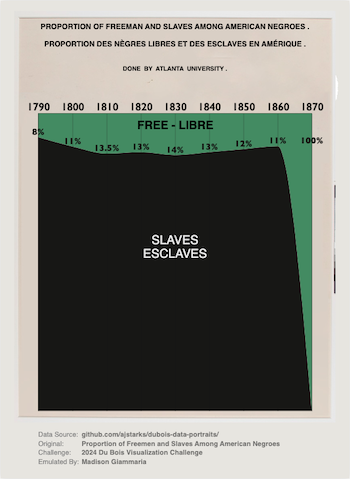 PROPORTION OF FREEMAN AND SLAVES AMONG AMERICAN NEGROES .
PROPORTION DES NÈGRES LIBRES ET DES ESCLAVES EN AMÉRIQUE .
DONE BY ATLANTA UNIVERSITY .
1790 1800 1810 1820 1830 1840 1850 1860 1870
FREE - LIBRE
8% 11% 13.5% 13% 14% 13% 12% 11% 100%
SLAVES
ESCLAVES
Data Source: github.com/ajstarks/dubois-data-portraits/
Original: Proportion of Freemen and Slaves Among American Negroes
Challenge: 2024 Du Bois Visualization Challenge
Emulated By: Madison Giammaria